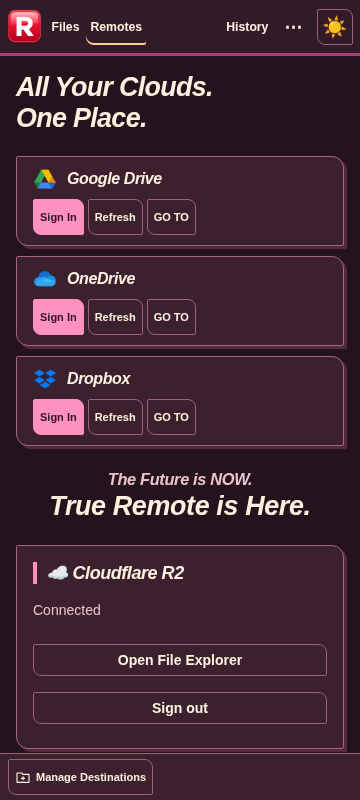 R Files Remotes History ...
All Your Clouds.
One Place.
Google Drive
Sign In Refresh GO TO
OneDrive
Sign In Refresh GO TO
Dropbox
Sign In Refresh GO TO
The Future is NOW.
True Remote is Here.
☁️ Cloudflare R2
Connected
Open File Explorer
Sign out
Manage Destinations